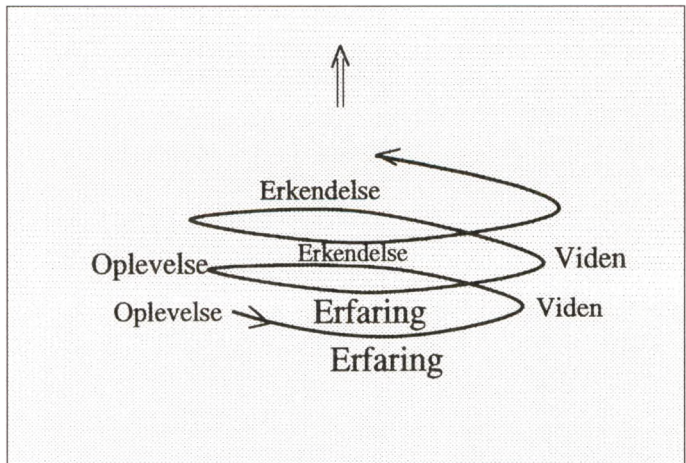 Erkendelse
Erkendelse
Oplevelse
Viden
Oplevelse
Erfaring
Viden
Erfaring